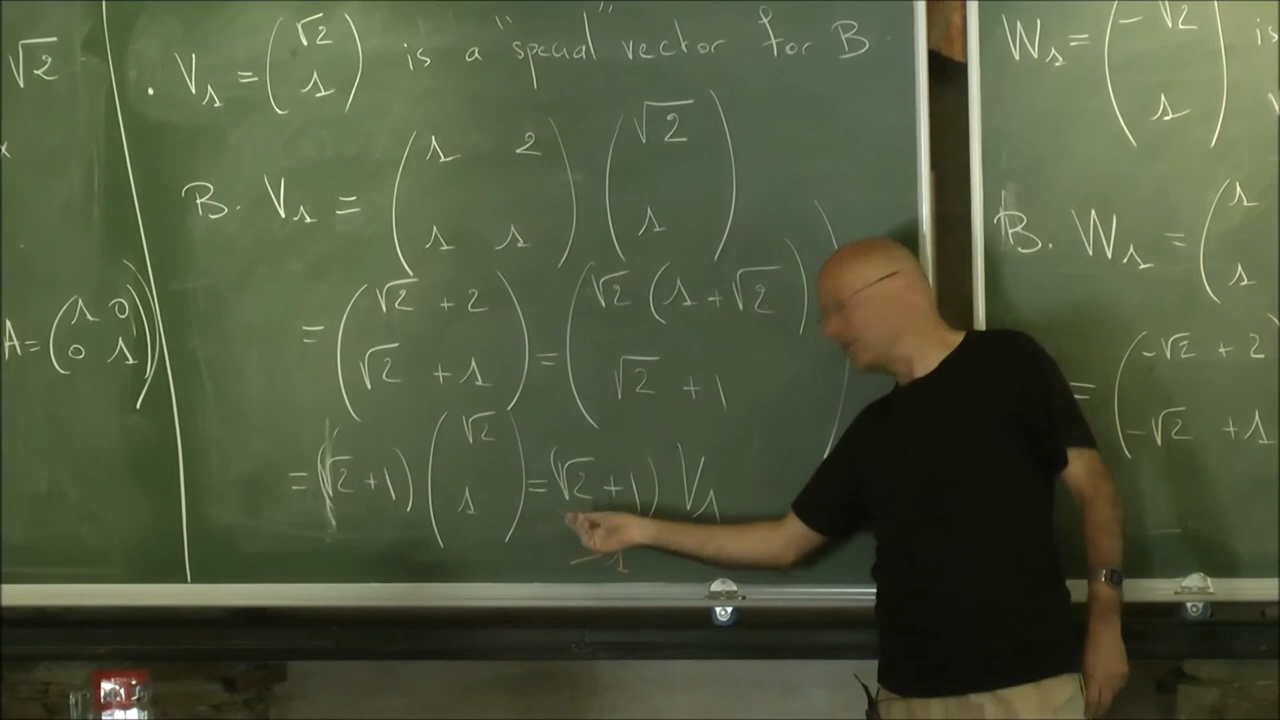 √2
. V₁ = (√2 1) is a "special" vector for B.
B. V₁ = (1 2 1 1) (√2 1)
= (√2 + 2 √2 + 1) = (√2 (1 + √2) √2 + 1
= (√2 + 1) (√2 1) = (√2 + 1) V₁
- 1
A = (1 0 0 1))
W₁ = (-√2 1) is
B. W₁ = (1 1
= (-√2 + 2 -√2 + 1